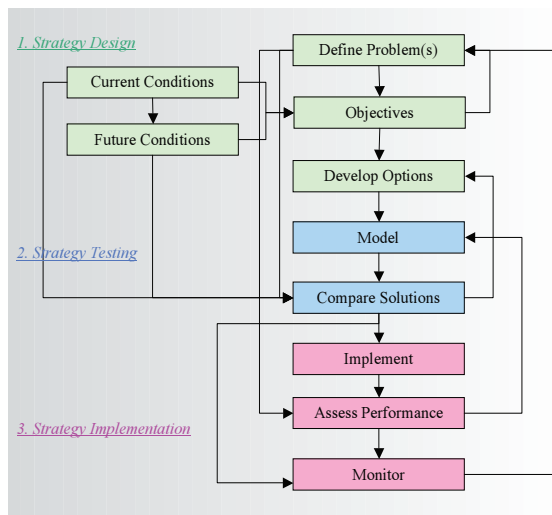 1. Strategy Design
Define Problem(s)
Current Conditions
Objectives
Future Conditions
Develop Options
Model
2. Strategy Testing
Compare Solutions
Implement
Assess Performance
3. Strategy Implementation
Monitor